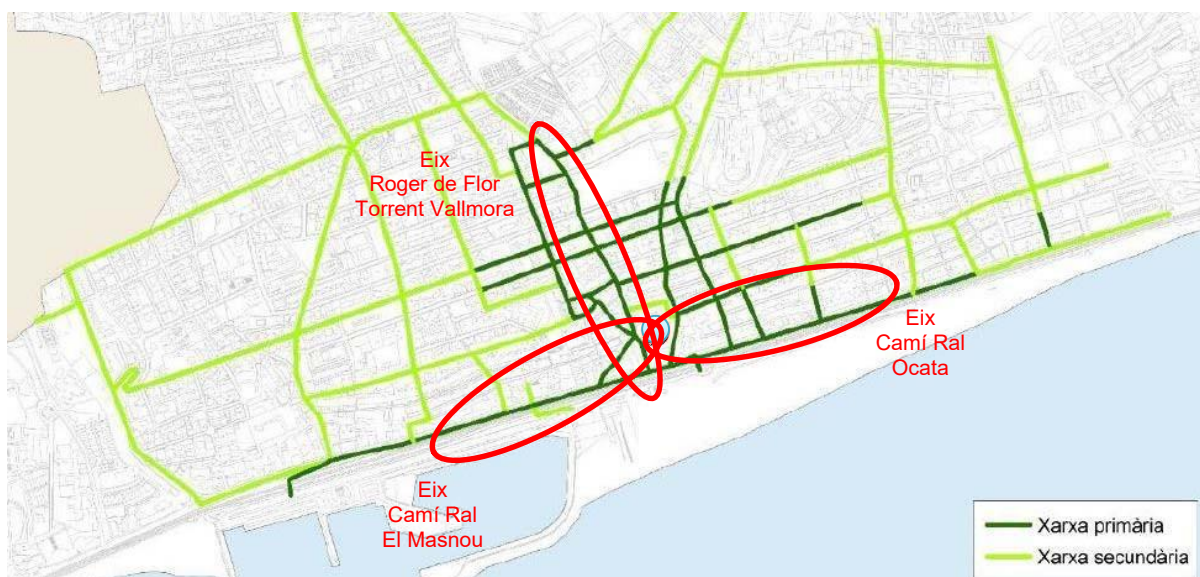 Eix
Roger de Flor
Torrent Vallmora
Eix
Camí Ral
Ocata
Eix
Camí Ral
El Masnou
Xarxa primària
Xarxa secundària